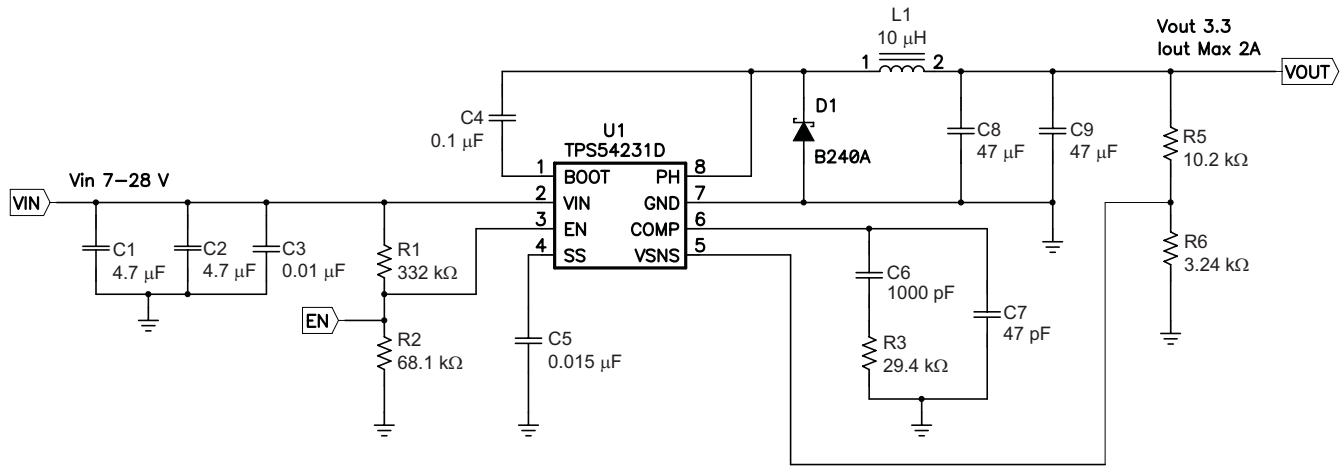 L1
10 μH
1
2
Vout 3.3
Iout Max 2A
VOUT
C4
0.1 μF
D1
B240A
C8
47 μF
C9
47 μF
R5
10.2 kΩ
U1
TPS54231D
1
BOOT
PH
8
Vin 7–28 V
VIN
2
VIN
GND
7
3
EN
COMP
6
4
SS
VSNS
5
C1
4.7 μF
C2
4.7 μF
C3
0.01 μF
R1
332 kΩ
R6
3.24 kΩ
C6
1000 pF
C7
47 pF
EN
R2
68.1 kΩ
C5
0.015 μF
R3
29.4 kΩ